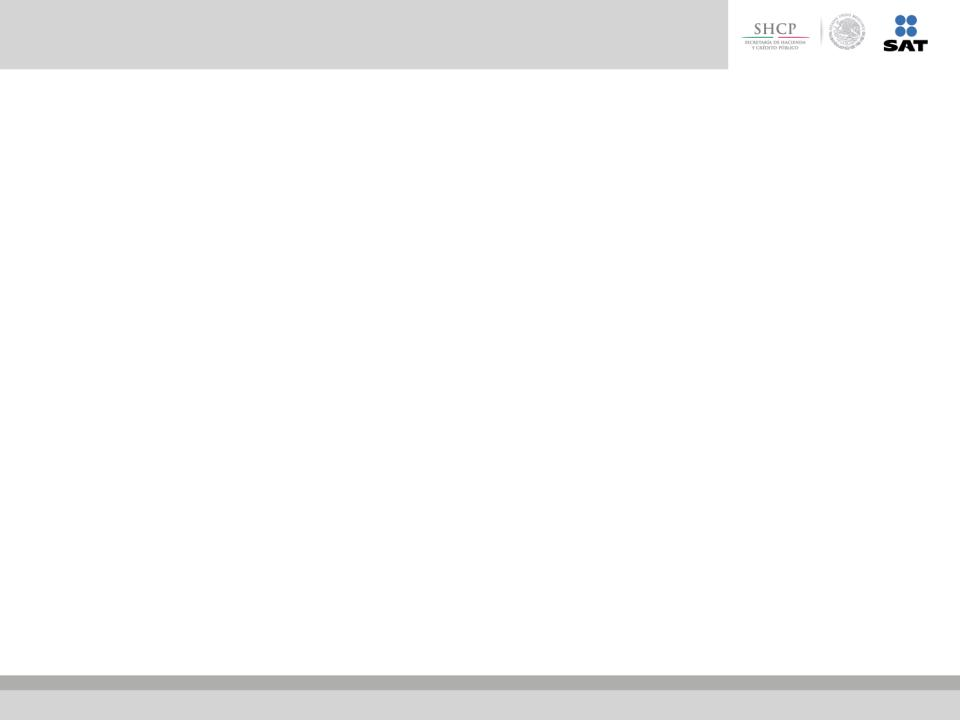 SHCP
SECRETARÍA DE HACIENDA
Y CRÉDITO PÚBLICO
SAT